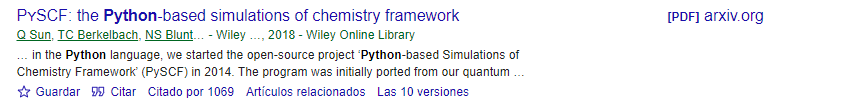 PySCF: the Python-based simulations of chemistry framework [PDF] arxiv.org
Q Sun, TC Berkelbach, NS Blunt… - Wiley …, 2018 - Wiley Online Library
… in the Python language, we started the open-source project ‘Python-based Simulations of
Chemistry Framework’ (PySCF) in 2014. The program was initially ported from our quantum …
Guardar Citar Citado por 1069 Artículos relacionados Las 10 versiones